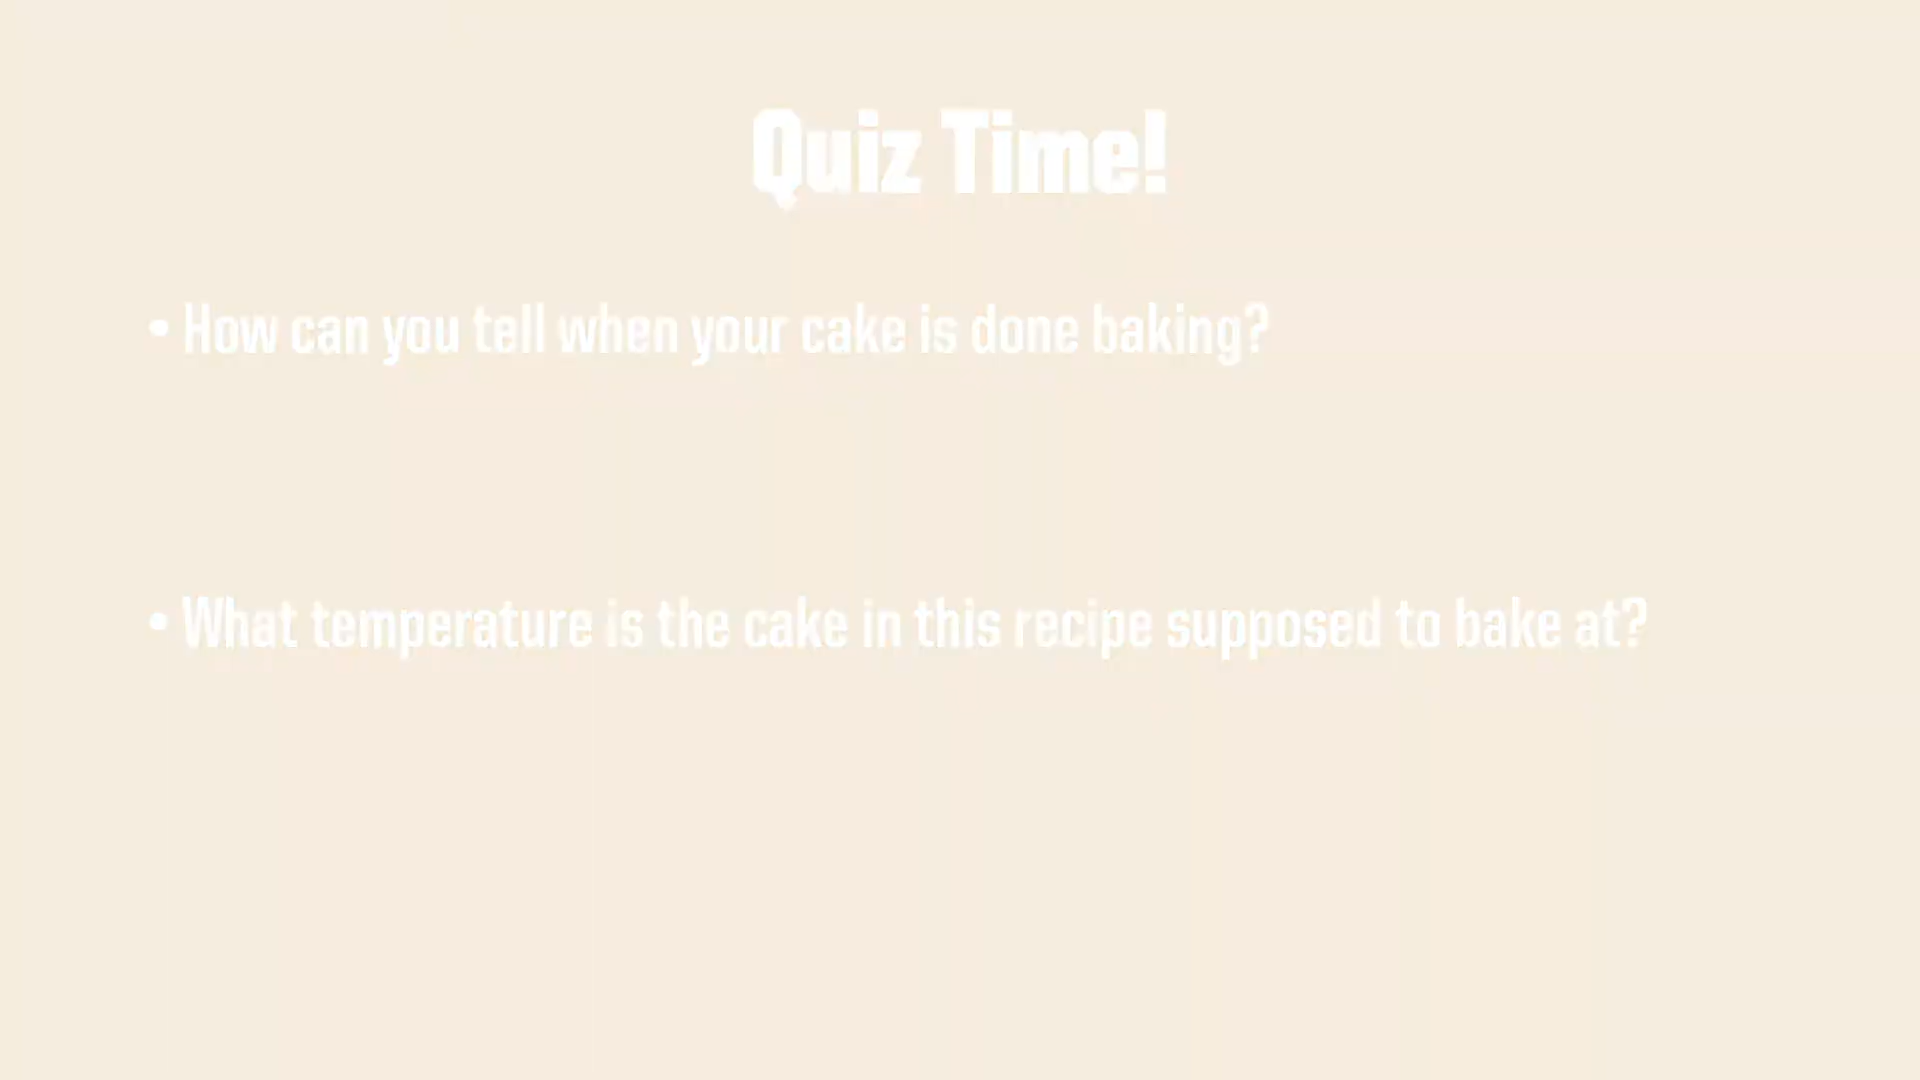 Quiz Time!
• How can you tell when your cake is done baking?
• What temperature is the cake in this recipe supposed to bake at?